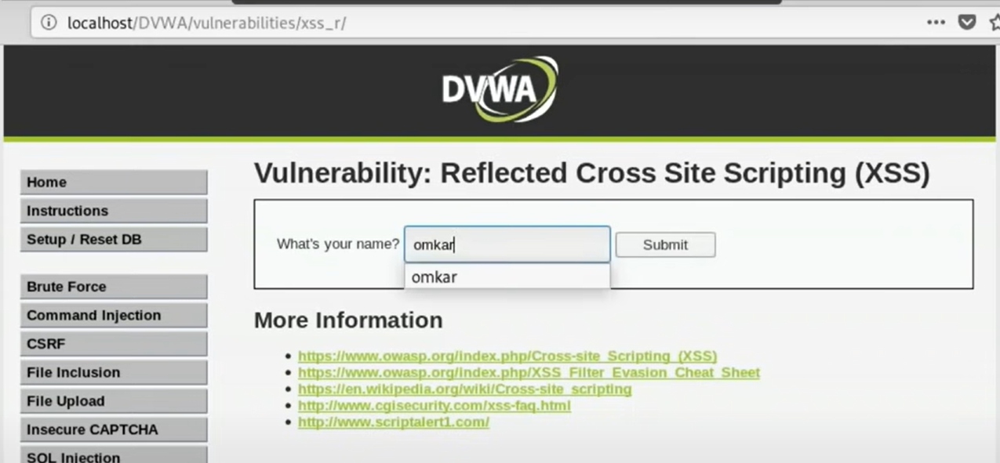 localhost/DVWA/vulnerabilities/xss_r/
DVWA
Home
Instructions
Setup / Reset DB
Brute Force
Command Injection
CSRF
File Inclusion
File Upload
Insecure CAPTCHA
SQL Injection
Vulnerability: Reflected Cross Site Scripting (XSS)
What's your name? omkar Submit
omkar
More Information
https://www.owasp.org/index.php/Cross-site_Scripting_(XSS)
https://www.owasp.org/index.php/XSS_Filter_Evasion_Cheat_Sheet
https://en.wikipedia.org/wiki/Cross-site_scripting
http://www.cgisecurity.com/xss-faq.html
http://www.scriptalert1.com/